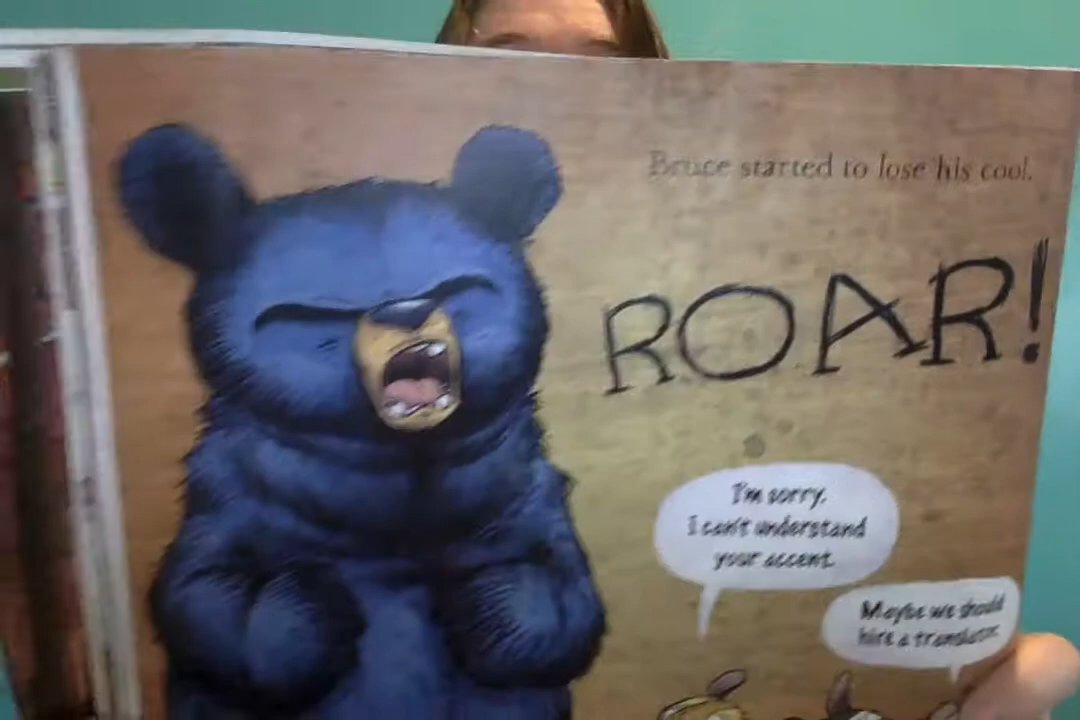 Bruce started to lose his cool.
ROAR!
I'm sorry.
I can't understand
your accent.
Maybe we should
hire a translator.